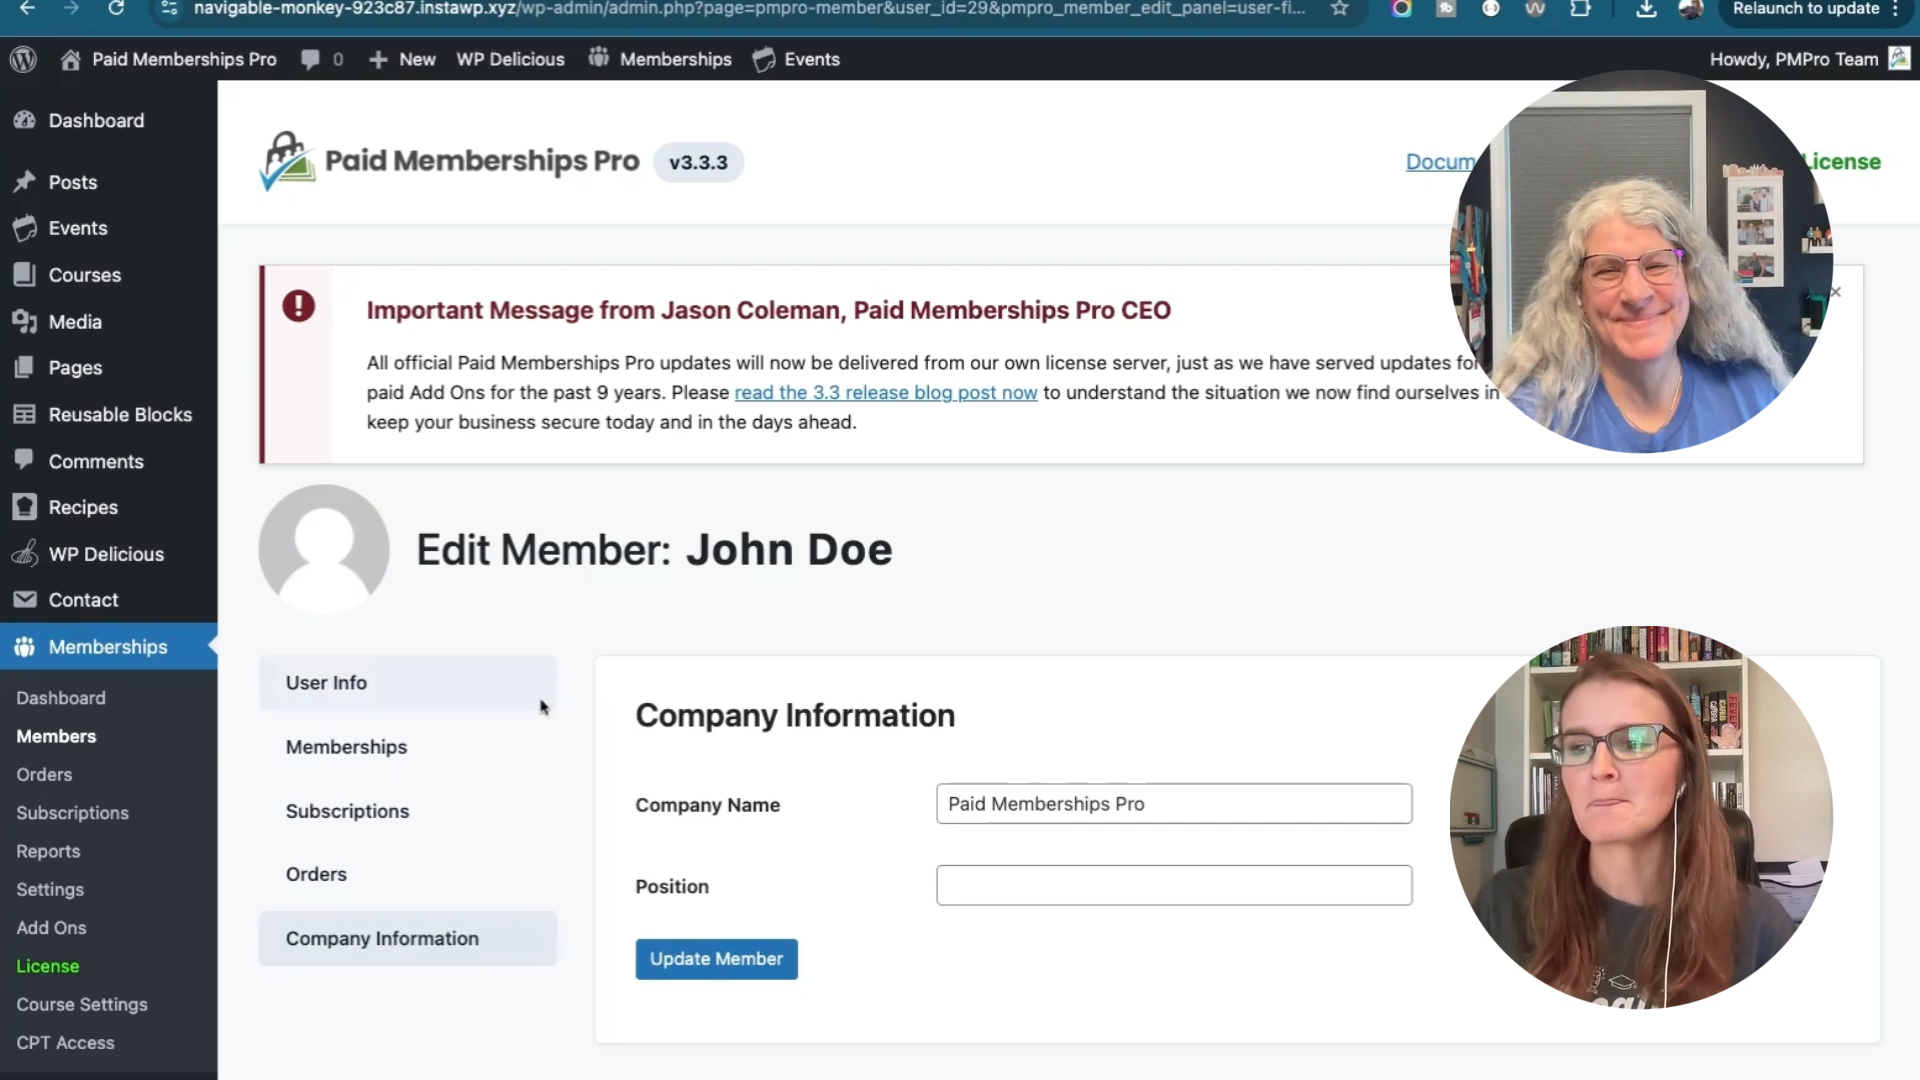 navigable-monkey-923c87.instawp.xyz/wp-admin/admin.php?page=pmpro-member&user_id=29&pmpro_member_edit_panel=user-fi...
Relaunch to update
Paid Memberships Pro
0
New
WP Delicious
Memberships
Events
Howdy, PMPro Team
Dashboard
Posts
Events
Courses
Media
Pages
Reusable Blocks
Comments
Recipes
WP Delicious
Contact
Memberships
Dashboard
Members
Orders
Subscriptions
Reports
Settings
Add Ons
License
Course Settings
CPT Access
Paid Memberships Pro
v3.3.3
Docum
License
Important Message from Jason Coleman, Paid Memberships Pro CEO
All official Paid Memberships Pro updates will now be delivered from our own license server, just as we have served updates for
paid Add Ons for the past 9 years. Please read the 3.3 release blog post now to understand the situation we now find ourselves in
keep your business secure today and in the days ahead.
Edit Member: John Doe
User Info
Memberships
Subscriptions
Orders
Company Information
Company Information
Company Name
Paid Memberships Pro
Position
Update Member